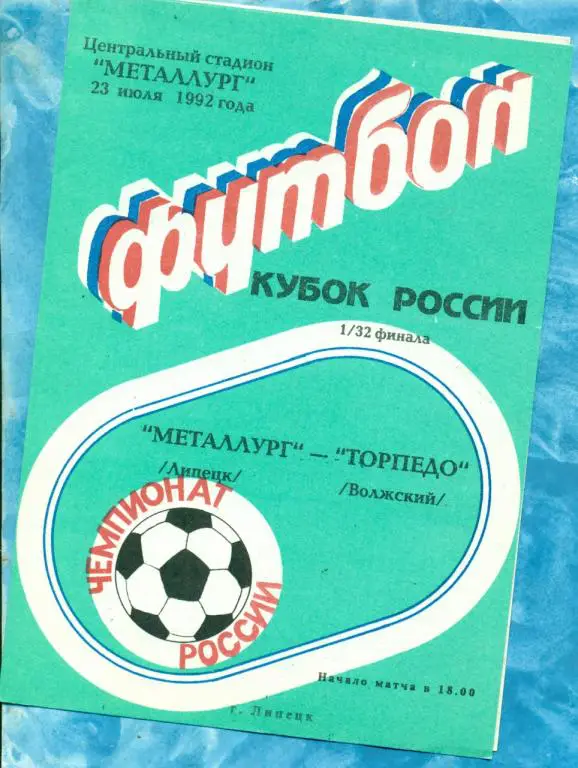 Центральный стадион
"МЕТАЛЛУРГ"
23 июля 1992 года
футбол
КУБОК РОССИИ
1/32 финала
"МЕТАЛЛУРГ" — "ТОРПЕДО"
/Липецк/ /Волжский/
ЧЕМПИОНАТ
РОССИИ
Начало матча в 18.00
г. Липецк